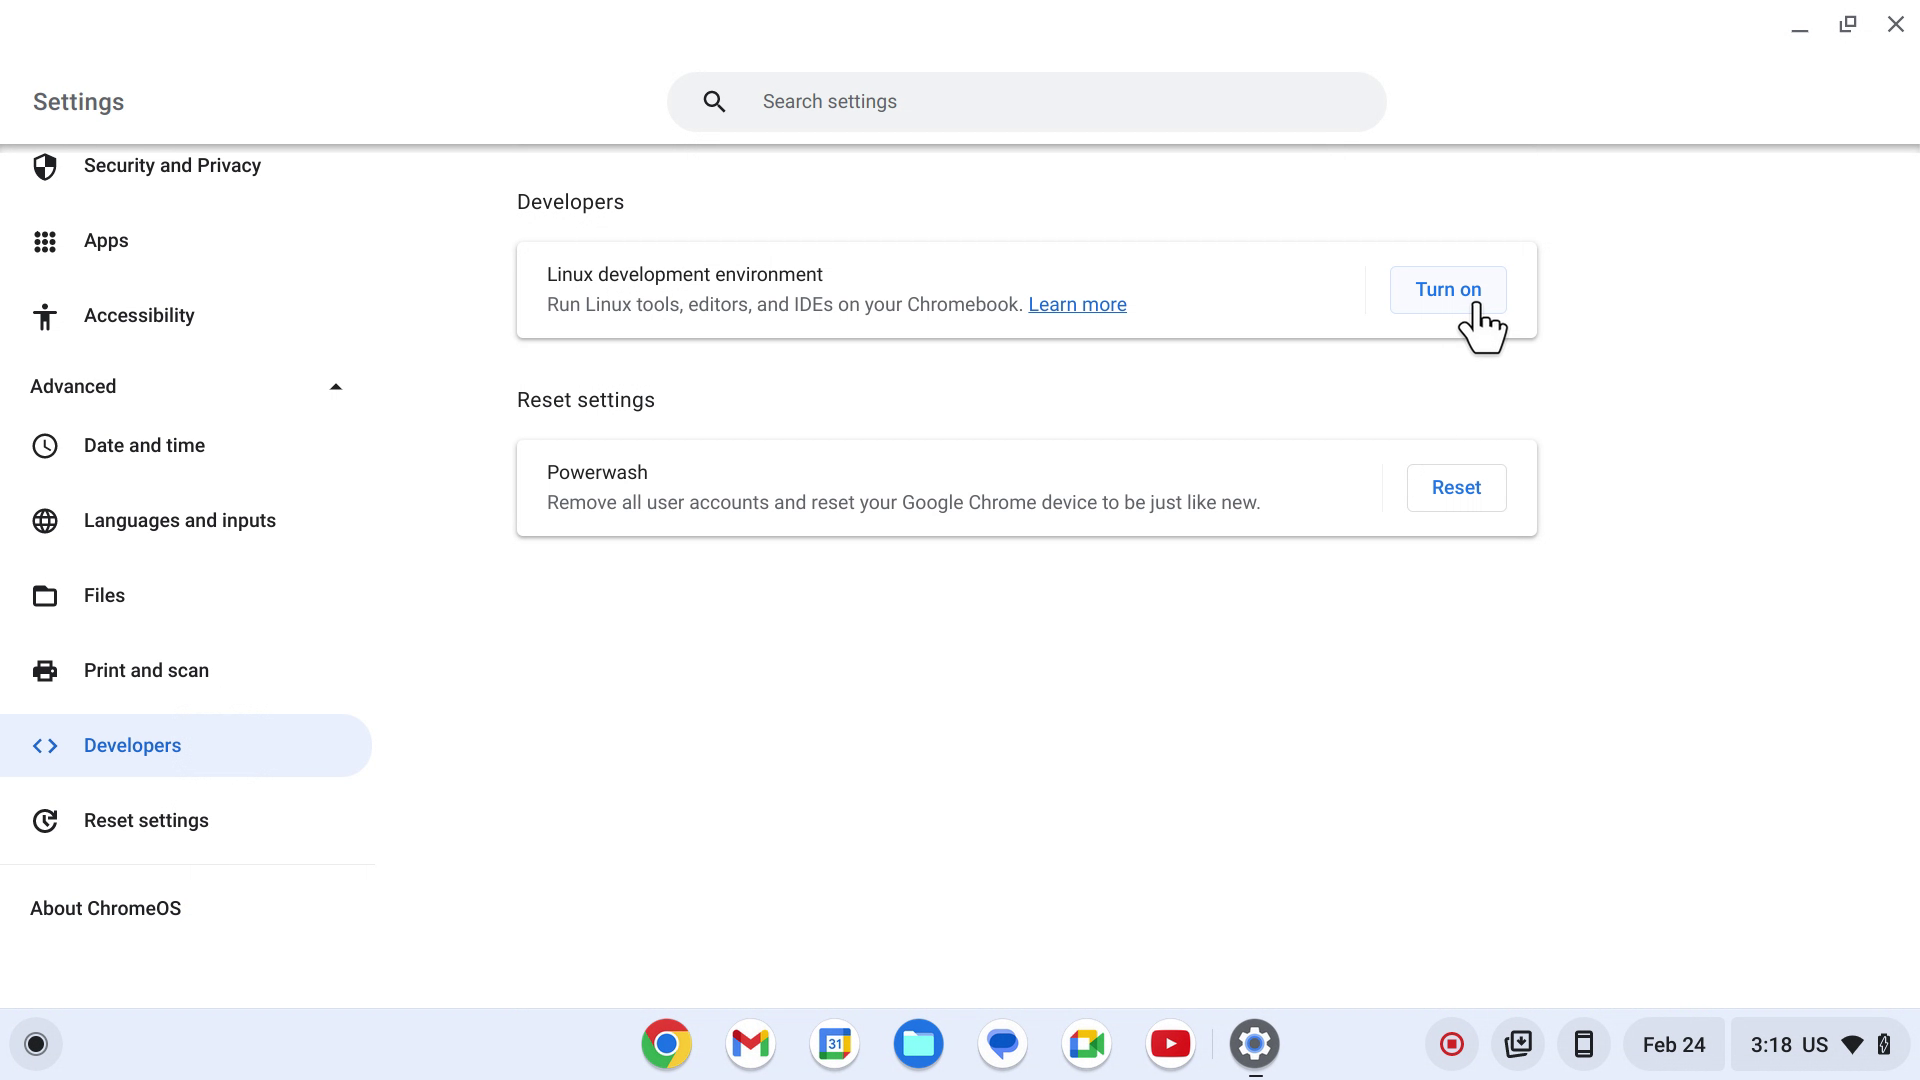 Settings
Search settings
Security and Privacy
Apps
Accessibility
Advanced
Date and time
Languages and inputs
Files
Print and scan
Developers
Reset settings
About ChromeOS
Developers
Linux development environment
Run Linux tools, editors, and IDEs on your Chromebook. Learn more
Turn on
Reset settings
Powerwash
Remove all user accounts and reset your Google Chrome device to be just like new.
Reset
31
Feb 24
3:18 US